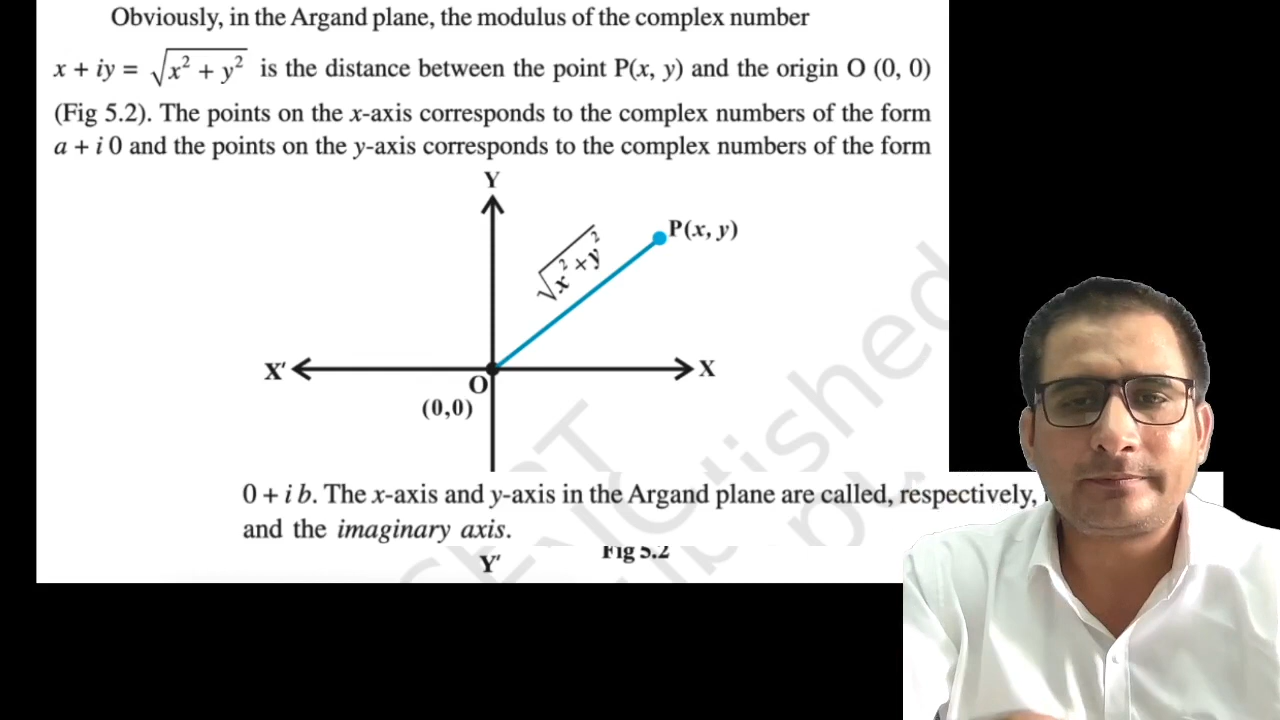 Obviously, in the Argand plane, the modulus of the complex number
x + iy = √x² + y² is the distance between the point P(x, y) and the origin O (0, 0)
(Fig 5.2). The points on the x-axis corresponds to the complex numbers of the form
a + i 0 and the points on the y-axis corresponds to the complex numbers of the form
Y
P(x, y)
√x² + y²
X′
X
O
(0,0)
0 + i b. The x-axis and y-axis in the Argand plane are called, respectively,
and the imaginary axis.
Y′
Fig 5.2